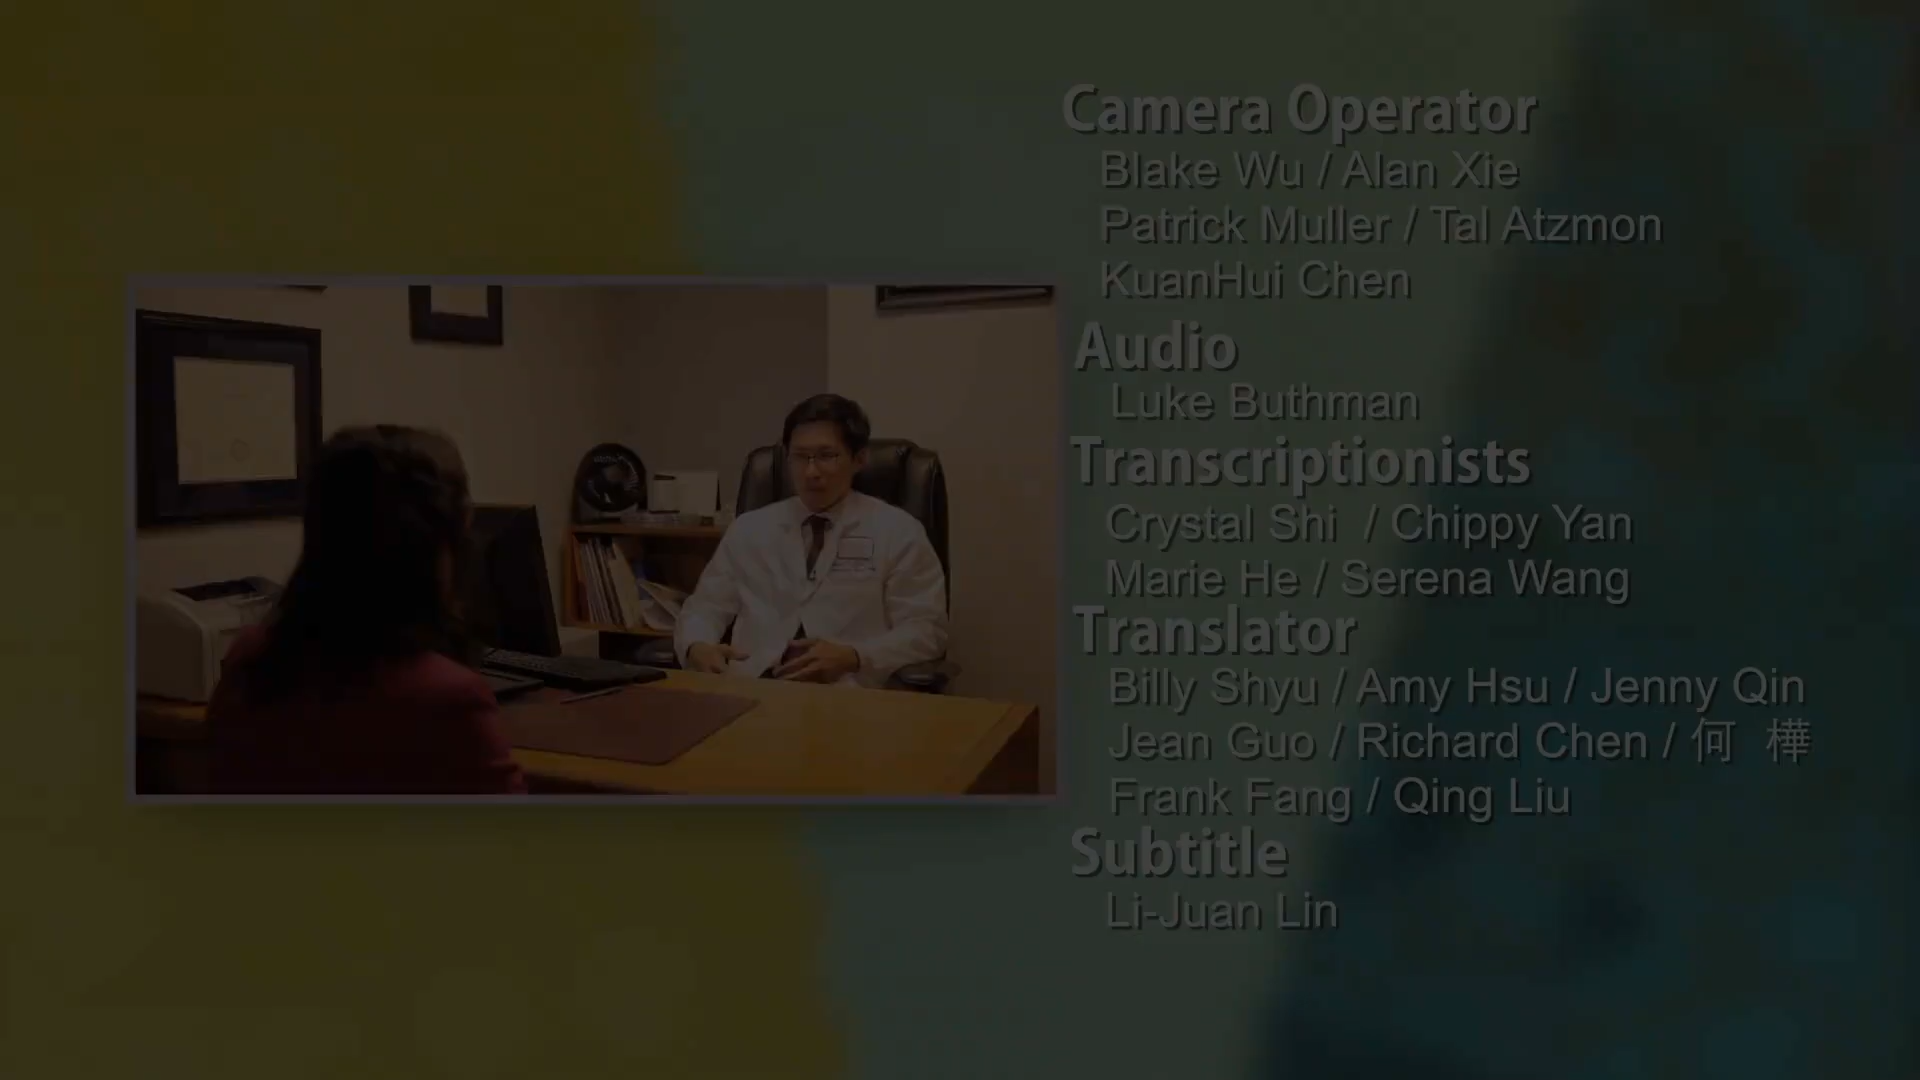 Camera Operator
Blake Wu / Alan Xie
Patrick Muller / Tal Atzmon
KuanHui Chen
Audio
Luke Buthman
Transcriptionists
Crystal Shi / Chippy Yan
Marie He / Serena Wang
Translator
Billy Shyu / Amy Hsu / Jenny Qin
Jean Guo / Richard Chen / 何 樺
Frank Fang / Qing Liu
Subtitle
Li-Juan Lin